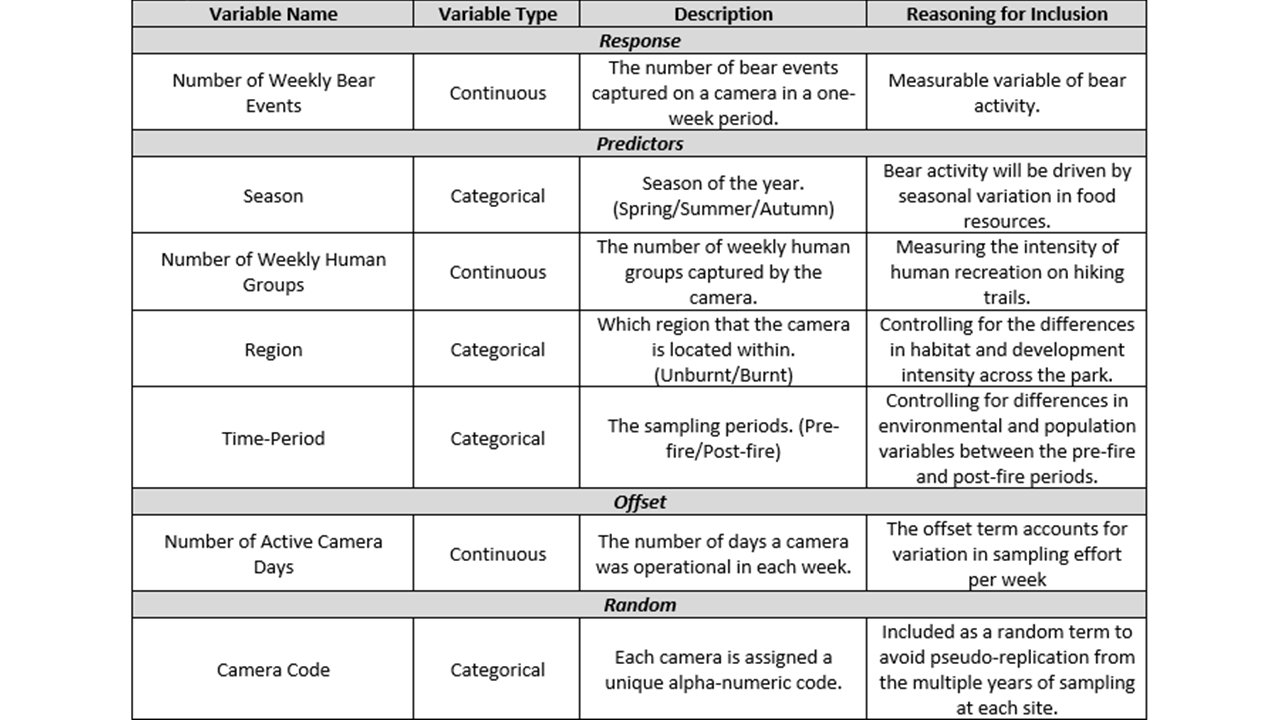 Variable Name Variable Type Description Reasoning for Inclusion
Response
Number of Weekly Bear
Events
Continuous
The number of bear events
captured on a camera in a one-
week period.
Measurable variable of bear
activity.
Predictors
Season
Categorical
Season of the year.
(Spring/Summer/Autumn)
Bear activity will be driven by
seasonal variation in food
resources.
Number of Weekly Human
Groups
Continuous
The number of weekly human
groups captured by the
camera.
Measuring the intensity of
human recreation on hiking
trails.
Region
Categorical
Which region that the camera
is located within.
(Unburnt/Burnt)
Controlling for the differences
in habitat and development
intensity across the park.
Time-Period
Categorical
The sampling periods. (Pre-
fire/Post-fire)
Controlling for differences in
environmental and population
variables between the pre-fire
and post-fire periods.
Offset
Number of Active Camera
Days
Continuous
The number of days a camera
was operational in each week.
The offset term accounts for
variation in sampling effort
per week
Random
Camera Code
Categorical
Each camera is assigned a
unique alpha-numeric code.
Included as a random term to
avoid pseudo-replication from
the multiple years of sampling
at each site.